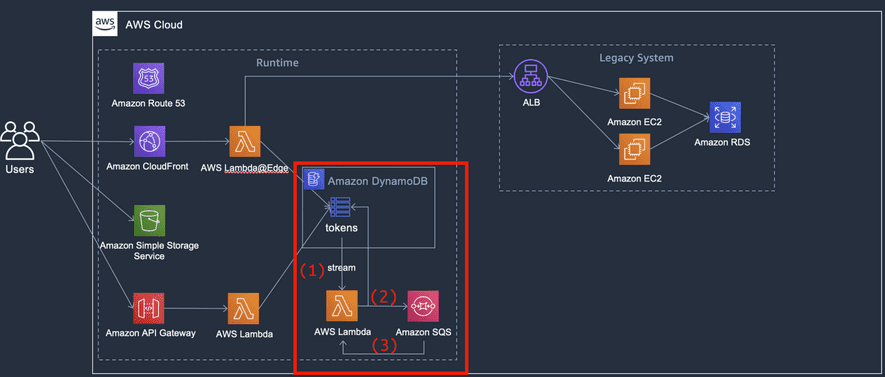 aws
AWS Cloud
Runtime
Legacy System
53
Amazon Route 53
ALB
Amazon EC2
Amazon RDS
Users
Amazon CloudFront
AWS Lambda@Edge
Amazon EC2
Amazon DynamoDB
tokens
Amazon Simple Storage
Service
(1)
stream
(2)
Amazon API Gateway
AWS Lambda
AWS Lambda
Amazon SQS
(3)